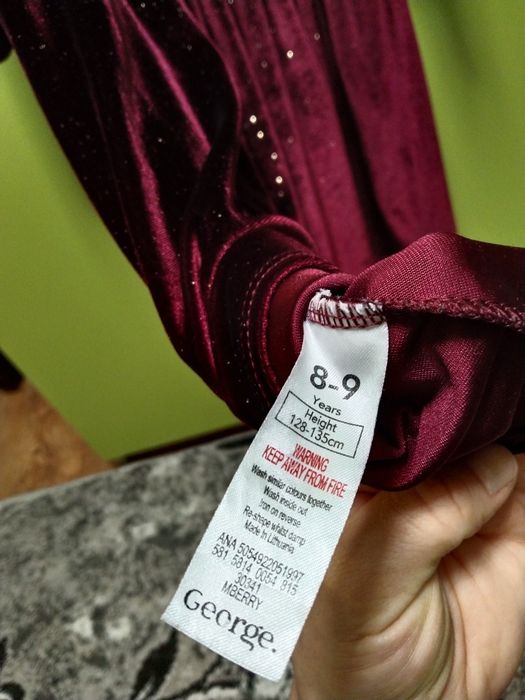 8-9
Years
Height
128-135cm
WARNING
KEEP AWAY FROM FIRE
Wash similar colours together
Wash inside out
Iron on reverse
Re-shape whilst damp
Made in Lithuania
ANA 5054922051997
581 5814 0054 815
30341
MBERRY
George.